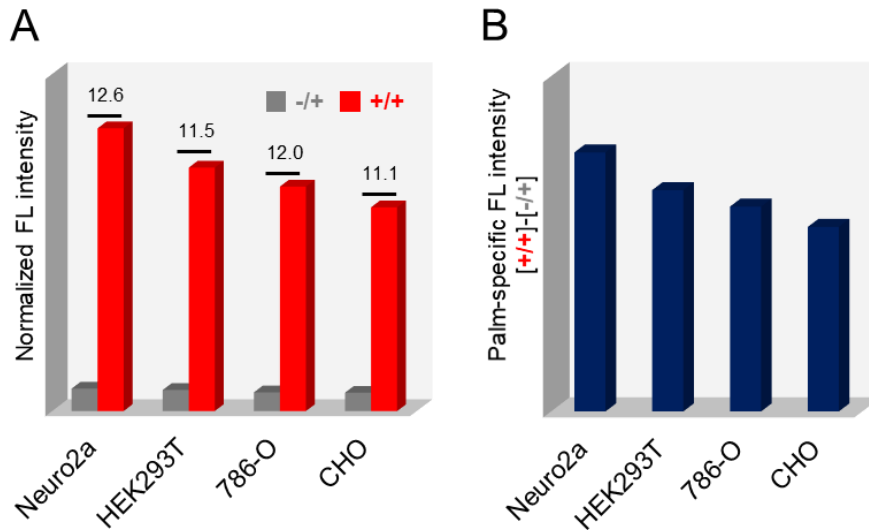 A
Normalized FL intensity
-/+ +/+
12.6
11.5
12.0
11.1
Neuro2a
HEK293T
786-O
CHO
B
Palm-specific FL intensity
[+/+]-[-/+]
Neuro2a
HEK293T
786-O
CHO